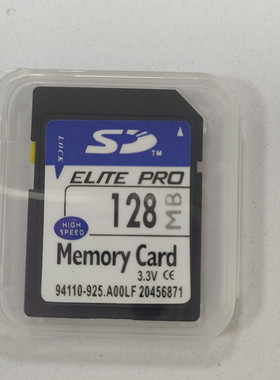 SD
TM
LOCK
ELITE PRO
128 MB
HIGH
SPEED
Memory Card
3.3V CE
94110-925.A00LF 20456871